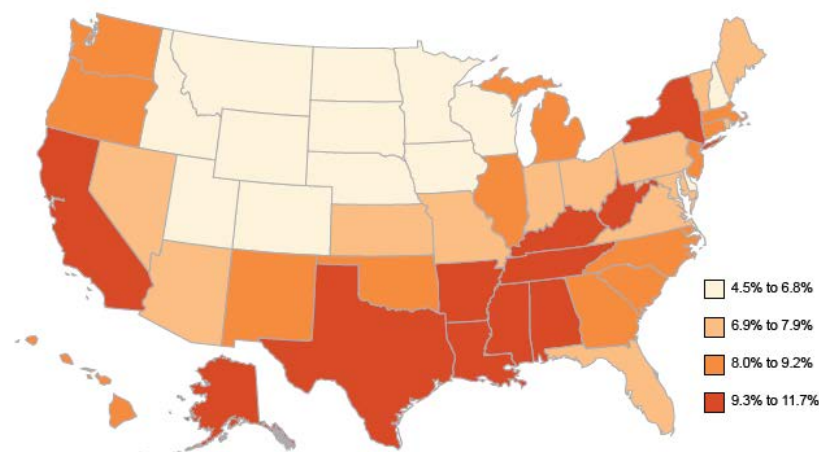 4.5% to 6.8%
6.9% to 7.9%
8.0% to 9.2%
9.3% to 11.7%